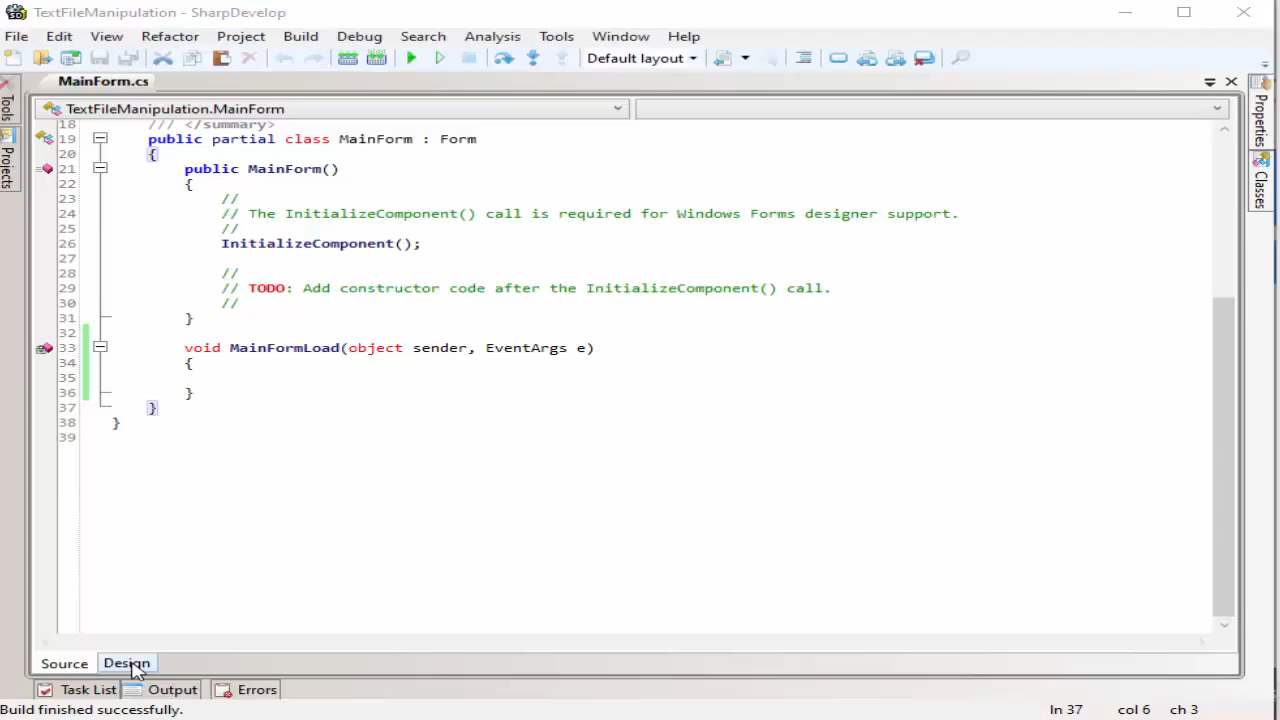 TextFileManipulation - SharpDevelop
File Edit View Refactor Project Build Debug Search Analysis Tools Window Help
Default layout
MainForm.cs
TextFileManipulation.MainForm
Tools
Projects
Properties
Classes
18 /// </summary>
19 public partial class MainForm : Form
20 {
21 public MainForm()
22 {
23 //
24 // The InitializeComponent() call is required for Windows Forms designer support.
25 //
26 InitializeComponent();
27
28 //
29 // TODO: Add constructor code after the InitializeComponent() call.
30 //
31 }
32
33 void MainFormLoad(object sender, EventArgs e)
34 {
35
36 }
37 }
38 }
39
Source Design
Task List Output Errors
Build finished successfully. ln 37 col 6 ch 3